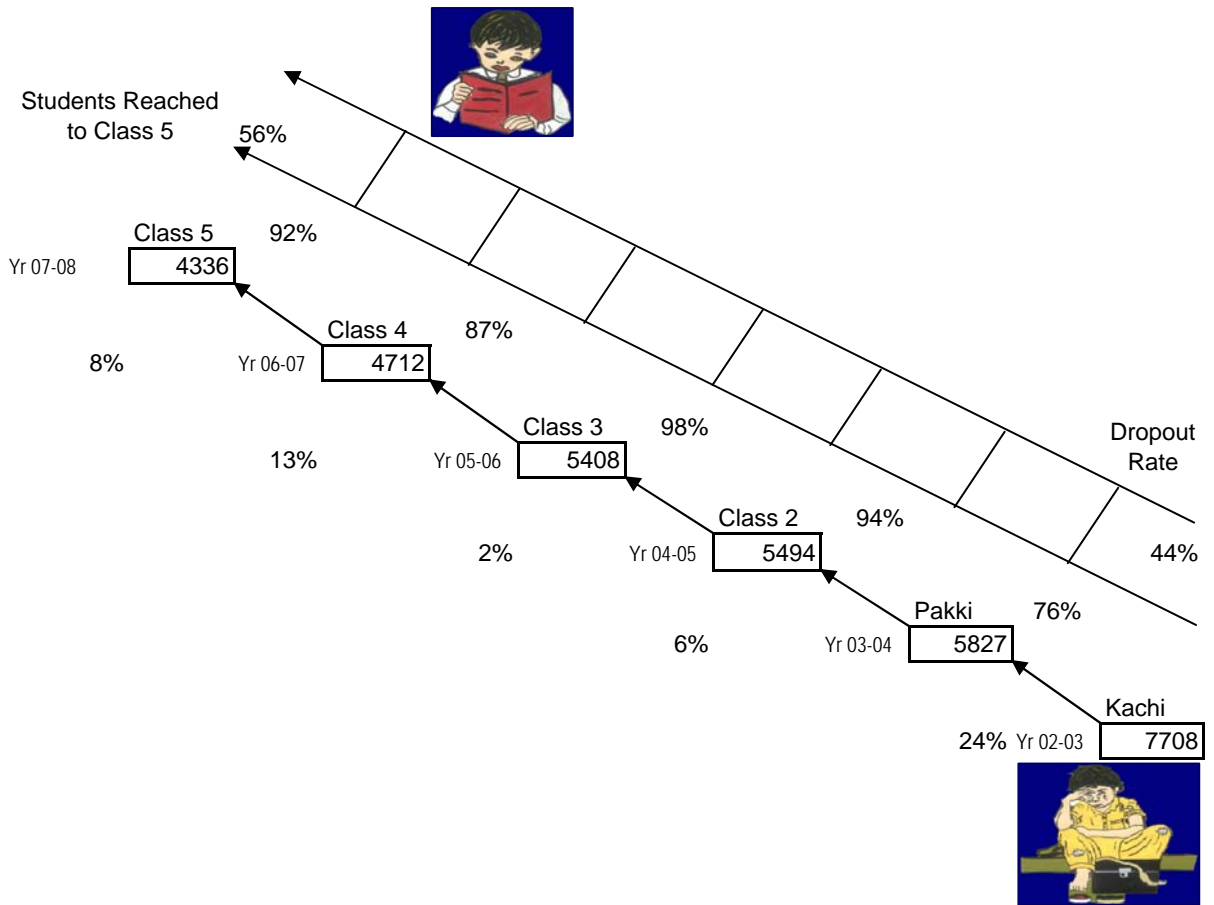 Students Reached
to Class 5
56%
Class 5
92%
Yr 07-08
4336
Class 4
87%
8%
Yr 06-07
4712
Class 3
98%
Dropout
Rate
13%
Yr 05-06
5408
Class 2
94%
2%
Yr 04-05
5494
44%
Pakki
76%
6%
Yr 03-04
5827
Kachi
24%
Yr 02-03
7708